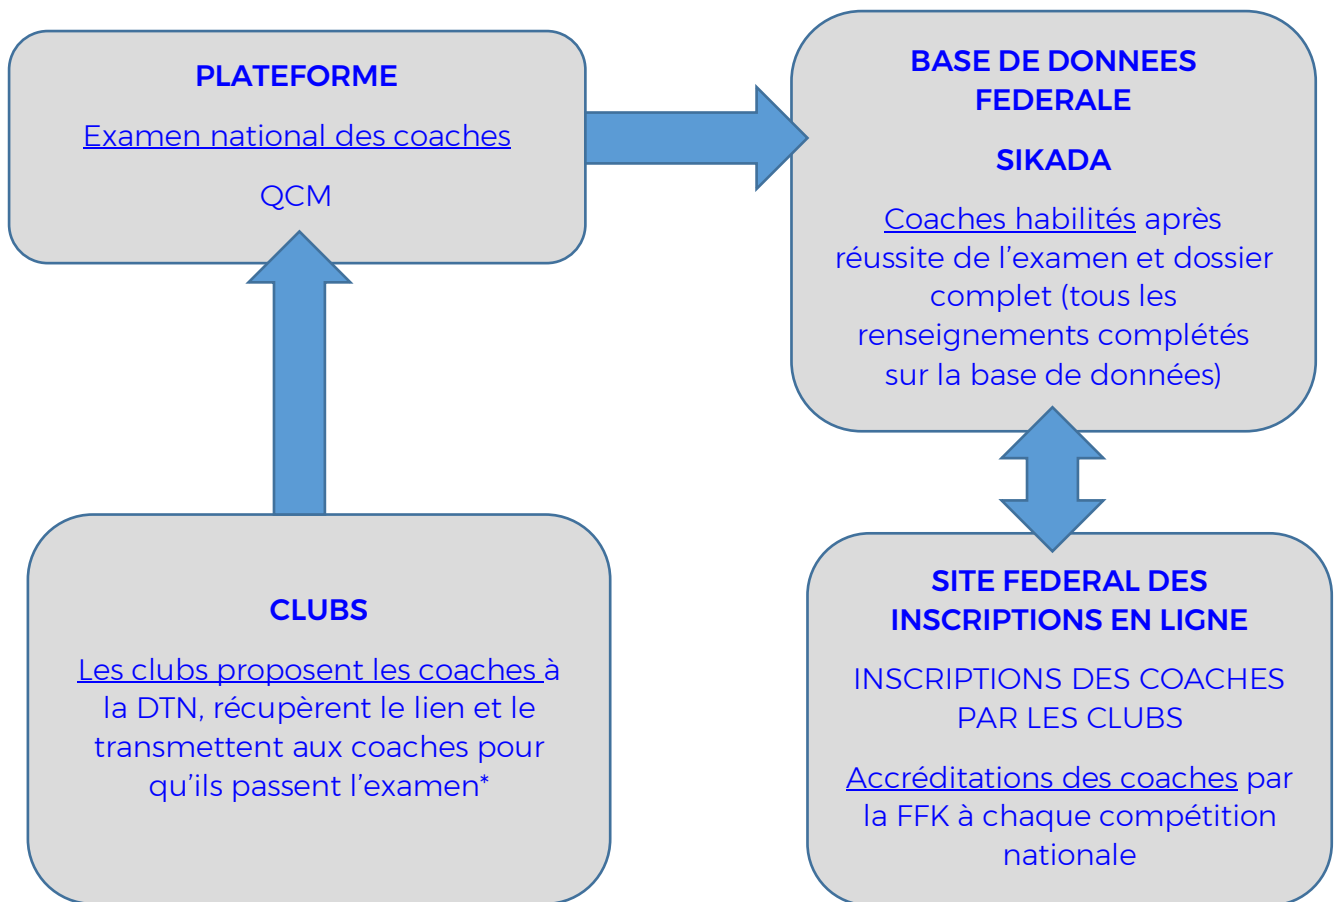 PLATEFORME
Examen national des coaches
QCM
BASE DE DONNEES
FEDERALE
SIKADA
Coaches habilités après
réussite de l'examen et dossier
complet (tous les
renseignements complétés
sur la base de données)
CLUBS
Les clubs proposent les coaches à
la DTN, récupèrent le lien et le
transmettent aux coaches pour
qu'ils passent l'examen*
SITE FEDERAL DES
INSCRIPTIONS EN LIGNE
INSCRIPTIONS DES COACHES
PAR LES CLUBS
Accréditations des coaches par
la FFK à chaque compétition
nationale